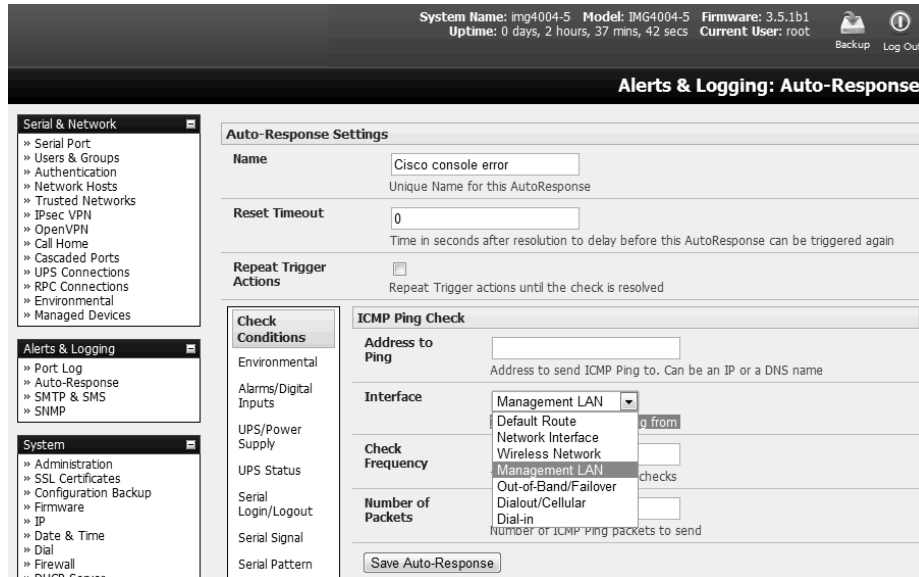 System Name: img4004-5 Model: IMG4004-5 Firmware: 3.5.1b1
Uptime: 0 days, 2 hours, 37 mins, 42 secs Current User: root
Backup
Log Out
Alerts & Logging: Auto-Response
Serial & Network
» Serial Port
» Users & Groups
» Authentication
» Network Hosts
» Trusted Networks
» IPsec VPN
» OpenVPN
» Call Home
» Cascaded Ports
» UPS Connections
» RPC Connections
» Environmental
» Managed Devices
Alerts & Logging
» Port Log
» Auto-Response
» SMTP & SMS
» SNMP
System
» Administration
» SSL Certificates
» Configuration Backup
» Firmware
» IP
» Date & Time
» Dial
» Firewall
» DHCP Server
Auto-Response Settings
Name
Cisco console error
Unique Name for this AutoResponse
Reset Timeout
0
Time in seconds after resolution to delay before this AutoResponse can be triggered again
Repeat Trigger
Actions
Repeat Trigger actions until the check is resolved
Check
Conditions
Environmental
Alarms/Digital
Inputs
UPS/Power
Supply
UPS Status
Serial
Login/Logout
Serial Signal
Serial Pattern
ICMP Ping Check
Address to
Ping
Address to send ICMP Ping to. Can be an IP or a DNS name
Interface
Management LAN
Default Route
Network Interface
Wireless Network
Management LAN
Out-of-Band/Failover
Dialout/Cellular
Dial-in
g from
Check
Frequency
checks
Number of
Packets
Number of ICMP Ping packets to send
Save Auto-Response